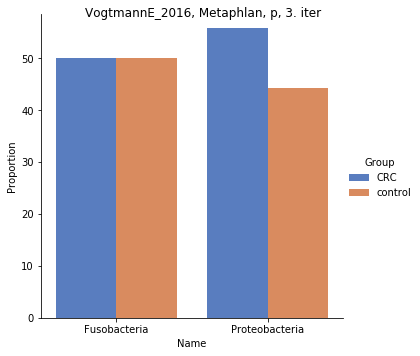 VogtmannE_2016, Metaphlan, p, 3. iter
50
40
30
20
10
0
Proportion
Fusobacteria
Proteobacteria
Name
Group
CRC
control